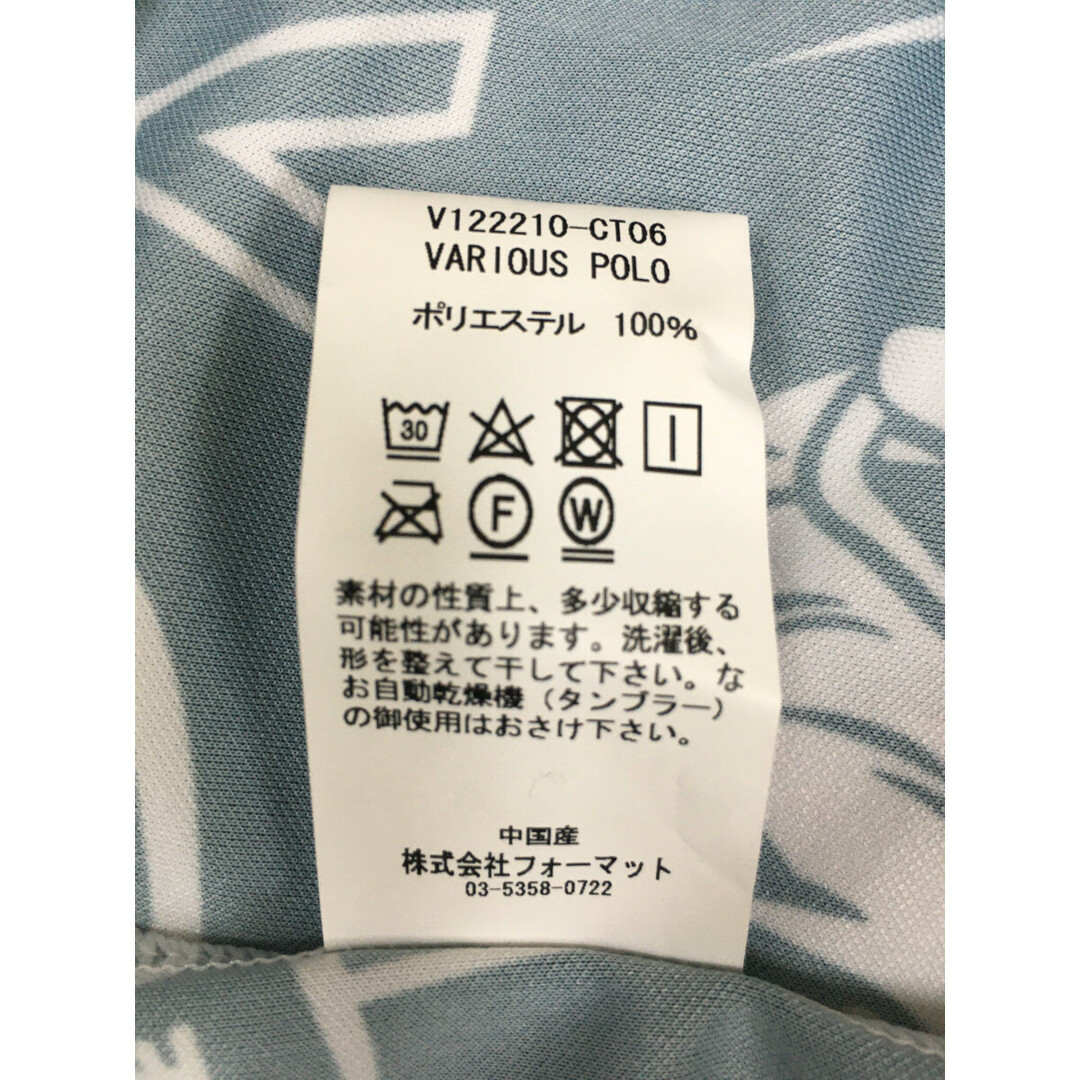 V122210-CT06
VARIOUS POLO
ポリエステル 100%
30
F W
素材の性質上、多少収縮する
可能性があります。洗濯後、
形を整えて干して下さい。な
お自動乾燥機（タンブラー）
の御使用はおさけ下さい。
中国産
株式会社フォーマット
03-5358-0722